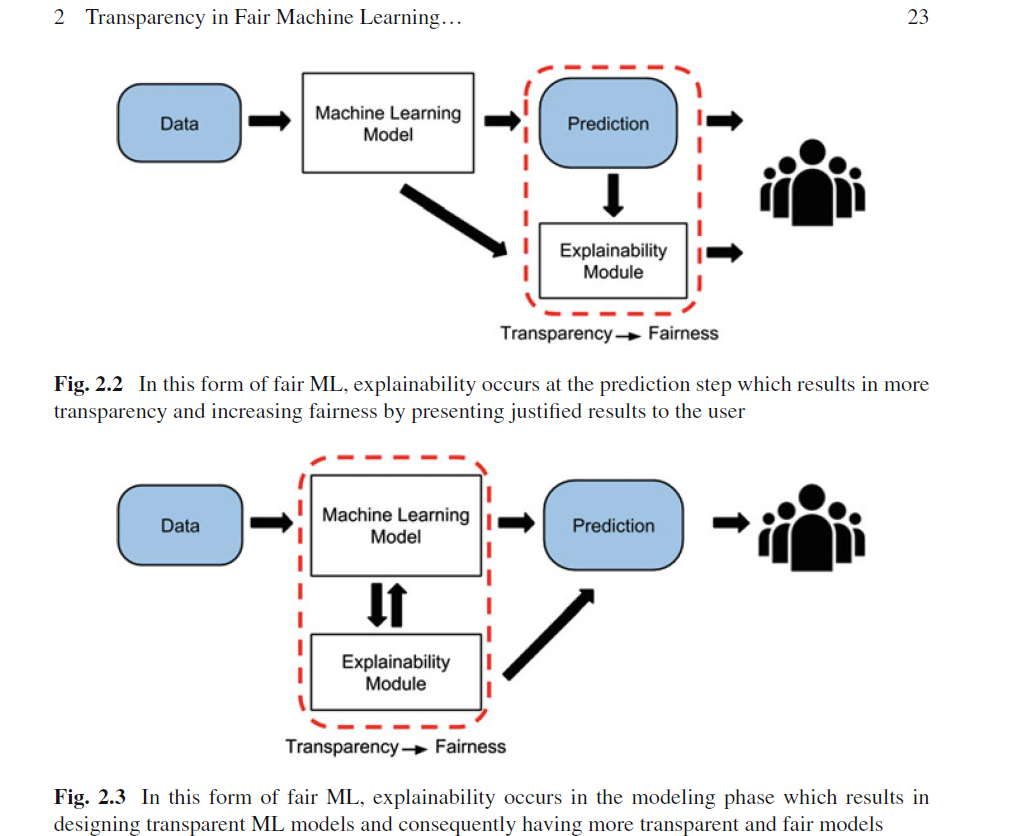 2 Transparency in Fair Machine Learning… 23
Data
Machine Learning
Model
Prediction
Explainability
Module
Transparency → Fairness
Fig. 2.2 In this form of fair ML, explainability occurs at the prediction step which results in more
transparency and increasing fairness by presenting justified results to the user
Data
Machine Learning
Model
Prediction
Explainability
Module
Transparency → Fairness
Fig. 2.3 In this form of fair ML, explainability occurs in the modeling phase which results in
designing transparent ML models and consequently having more transparent and fair models